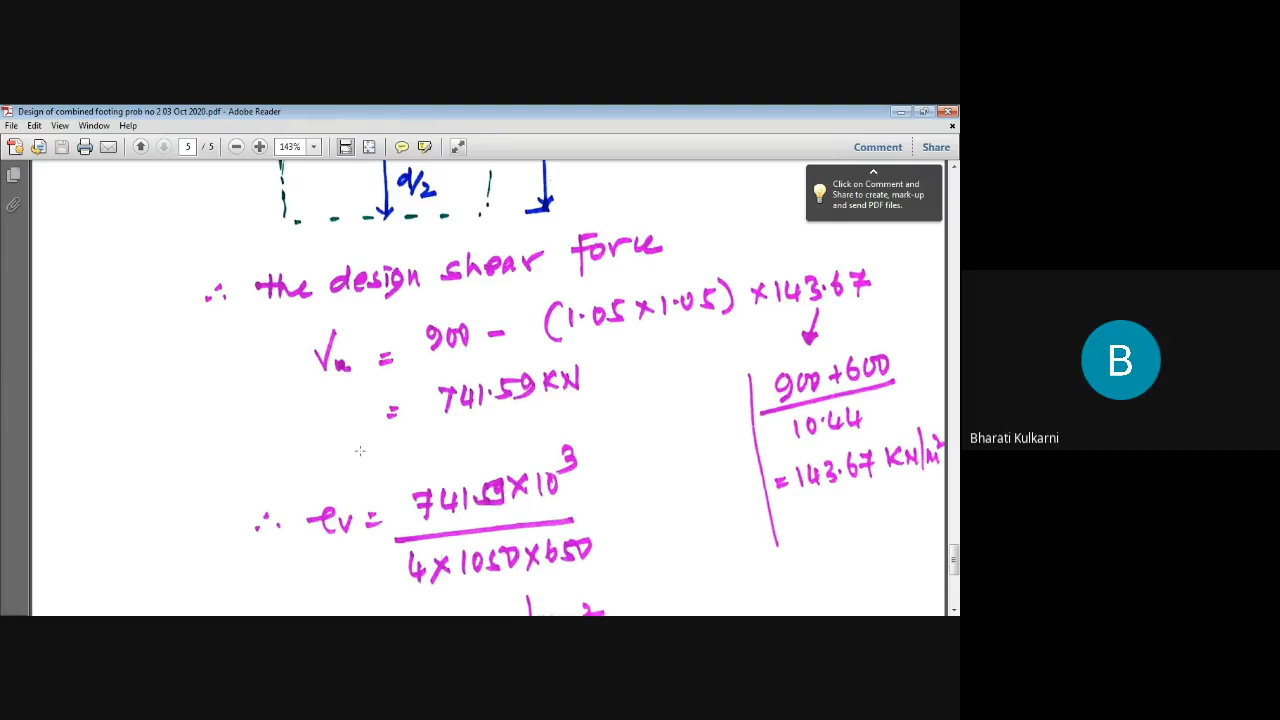 Design of combined footing prob no 2 03 Oct 2020.pdf - Adobe Reader
File Edit View Window Help
5 / 5 143% Comment Share
Click on Comment and
Share to create, mark-up
and send PDF files.
d/2
∴ the design shear Force
Vu = 900 - (1.05×1.05) × 143.67
= 741.59 KN
900+600
10.44
= 143.67 KN/m²
∴ τv = 741.59×10³
4×1050×650
B
Bharati Kulkarni